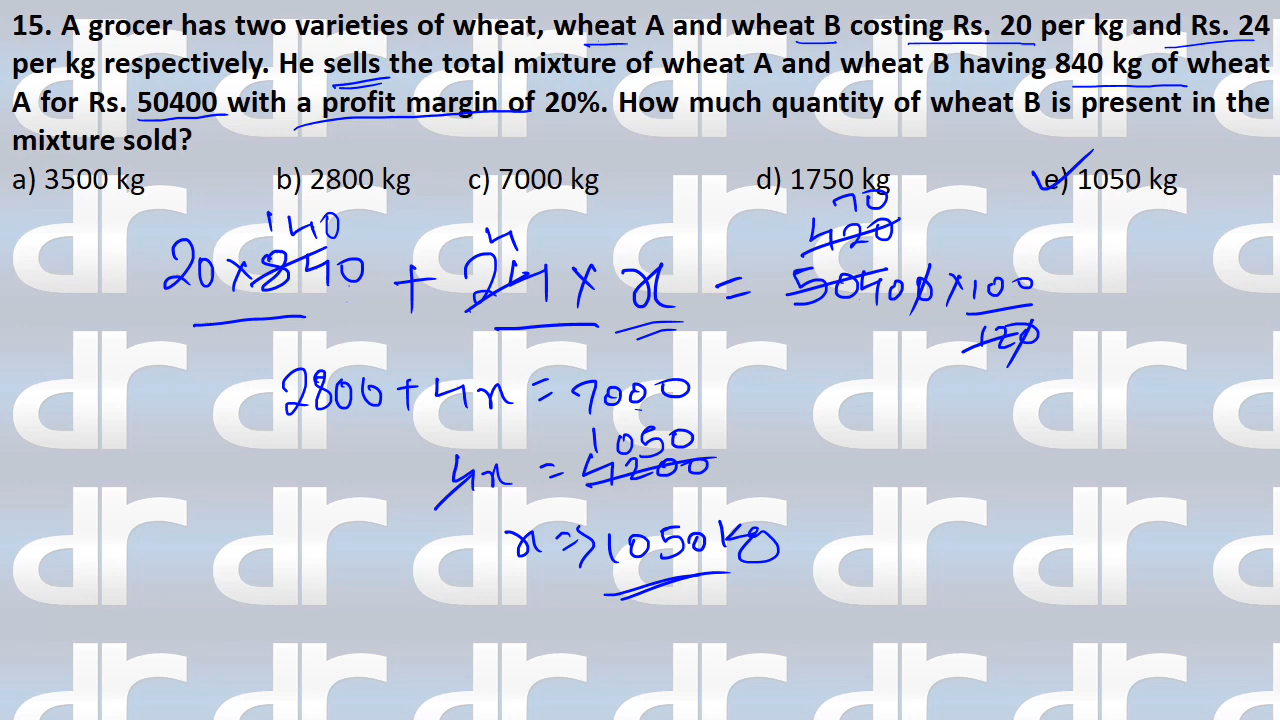 15. A grocer has two varieties of wheat, wheat A and wheat B costing Rs. 20 per kg and Rs. 24
per kg respectively. He sells the total mixture of wheat A and wheat B having 840 kg of wheat
A for Rs. 50400 with a profit margin of 20%. How much quantity of wheat B is present in the
mixture sold?
a) 3500 kg b) 2800 kg c) 7000 kg d) 1750 kg e) 1050 kg
70
140 4 420
20 × 840 + 24 × x = 50400 × 100
120
2800 + 4x = 7000
1050
4x = 4200
x => 1050 kg